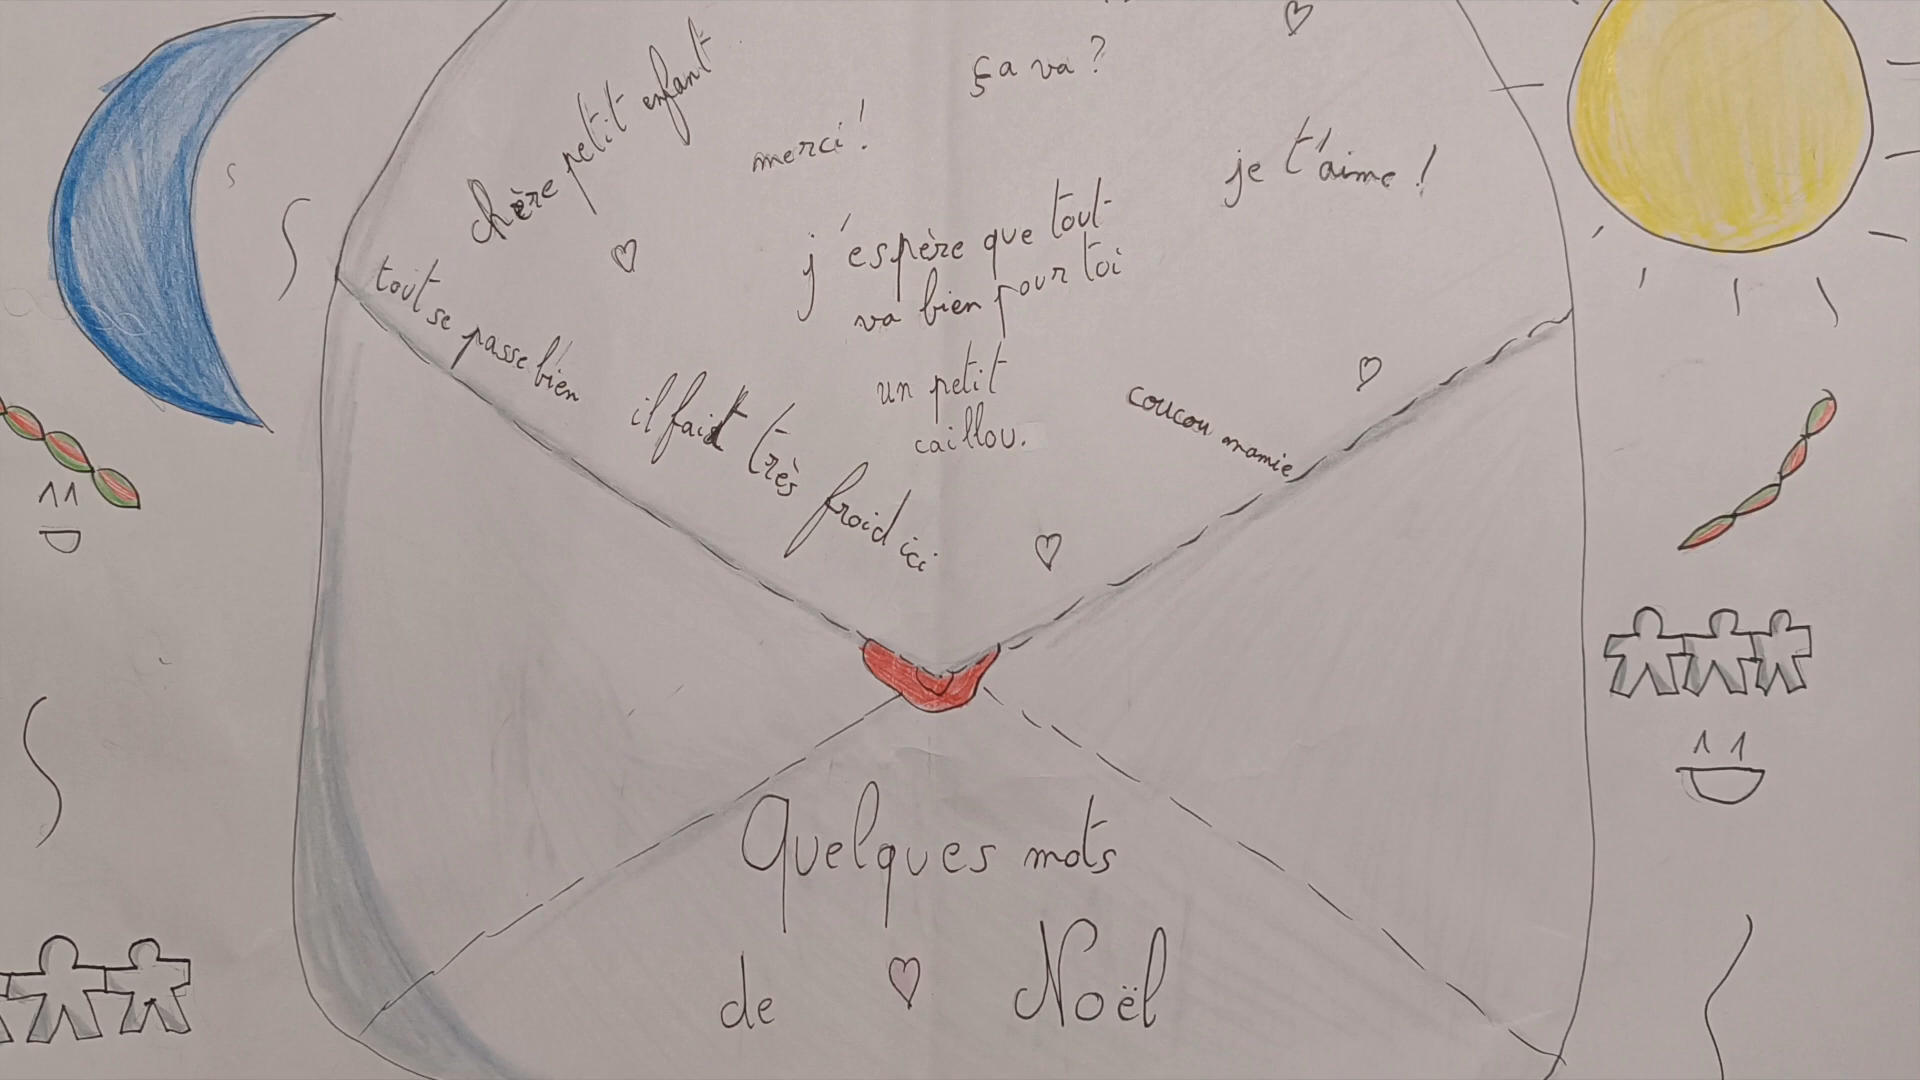 ça va ?
chère petit enfant
merci !
je t'aime !
j'espère que tout
va bien pour toi
tout se passe bien
il fait très froid ici
un petit
caillou.
coucou mamie
Quelques mots
de Noël